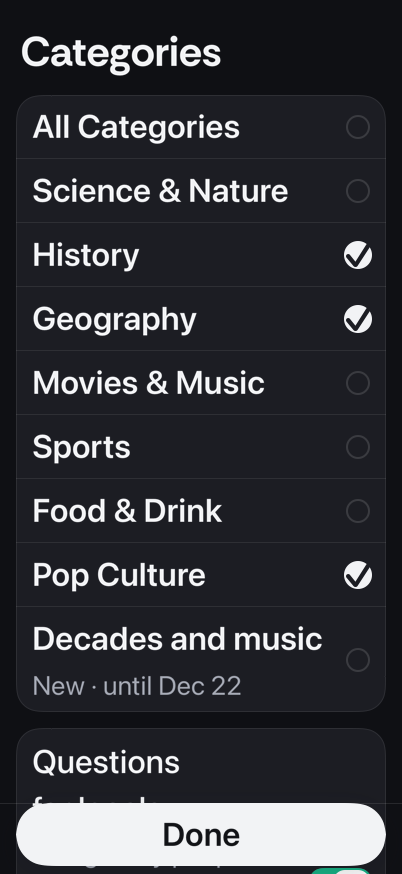 Categories
All Categories
Science & Nature
History
Geography
Movies & Music
Sports
Food & Drink
Pop Culture
Decades and music
New · until Dec 22
Questions
Done